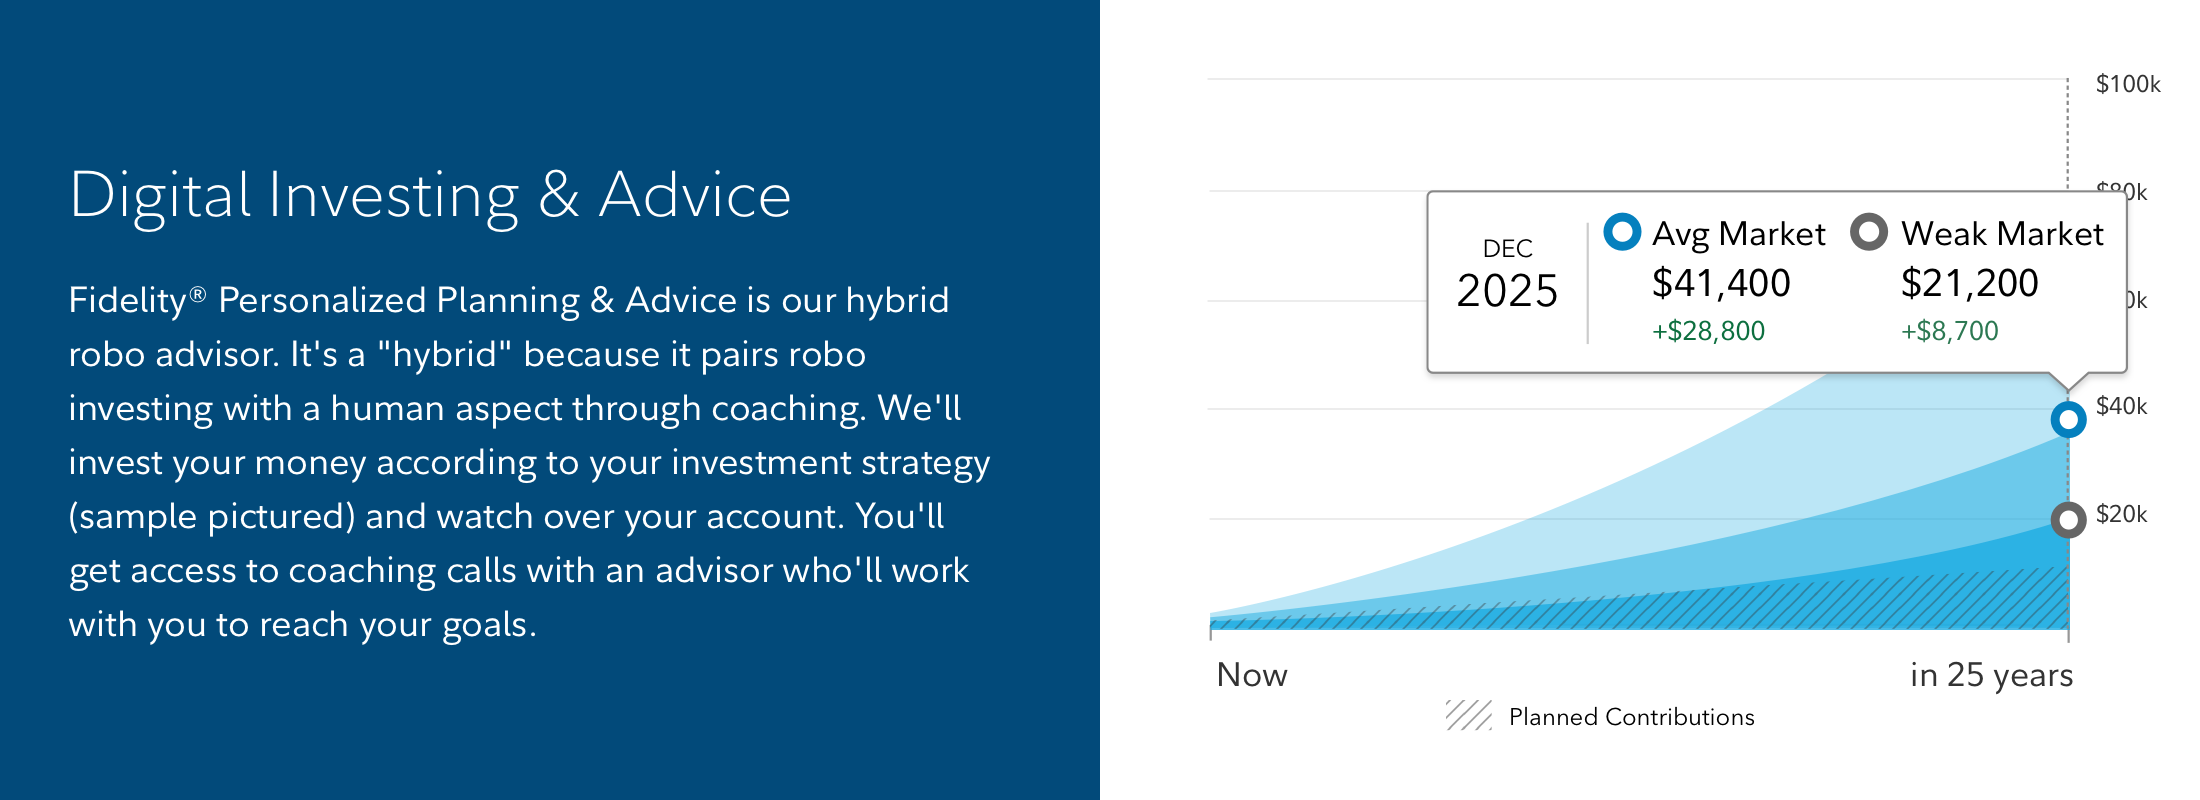 Digital Investing & Advice
Fidelity® Personalized Planning & Advice is our hybrid
robo advisor. It's a "hybrid" because it pairs robo
investing with a human aspect through coaching. We'll
invest your money according to your investment strategy
(sample pictured) and watch over your account. You'll
get access to coaching calls with an advisor who'll work
with you to reach your goals.
$100k
DEC
2025
Avg Market
$41,400
+$28,800
Weak Market
$21,200
+$8,700
$40k
$20k
Now
in 25 years
Planned Contributions